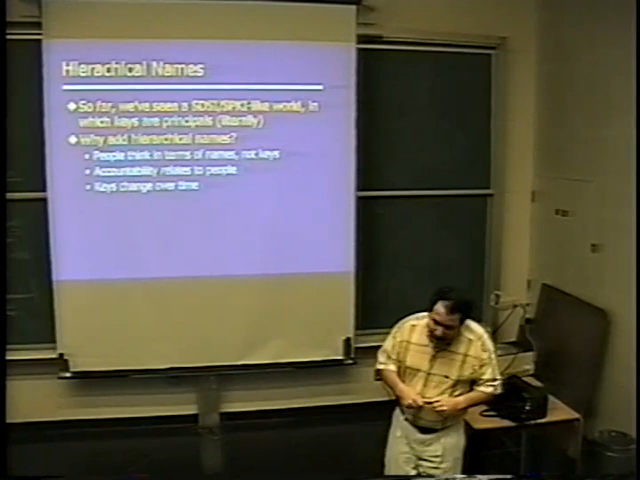 Hierachical Names
So far, we've seen a SDSI/SPKI-like world, in
which keys are principals (literally)
Why add hierarchical names?
People think in terms of names, not keys
Accountability relates to people
Keys change over time